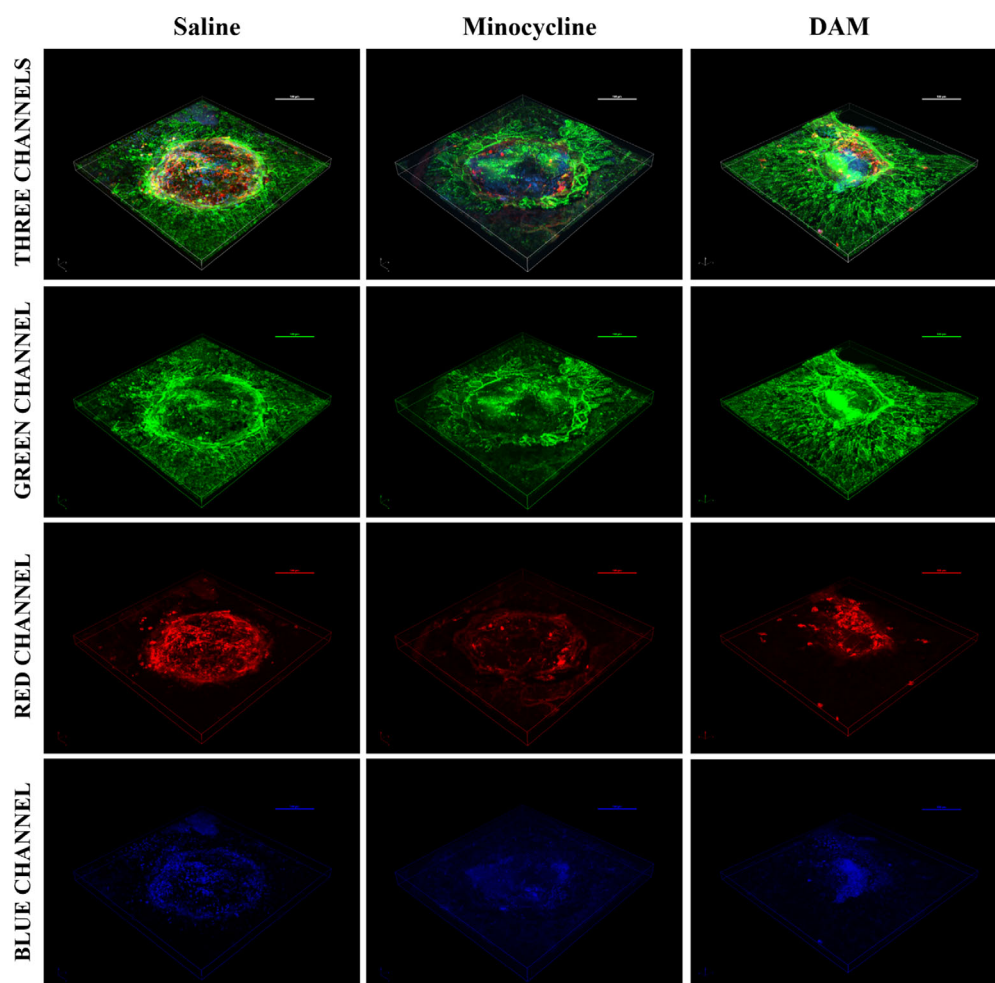 Saline Minocycline DAM
THREE CHANNELS
GREEN CHANNEL
RED CHANNEL
BLUE CHANNEL